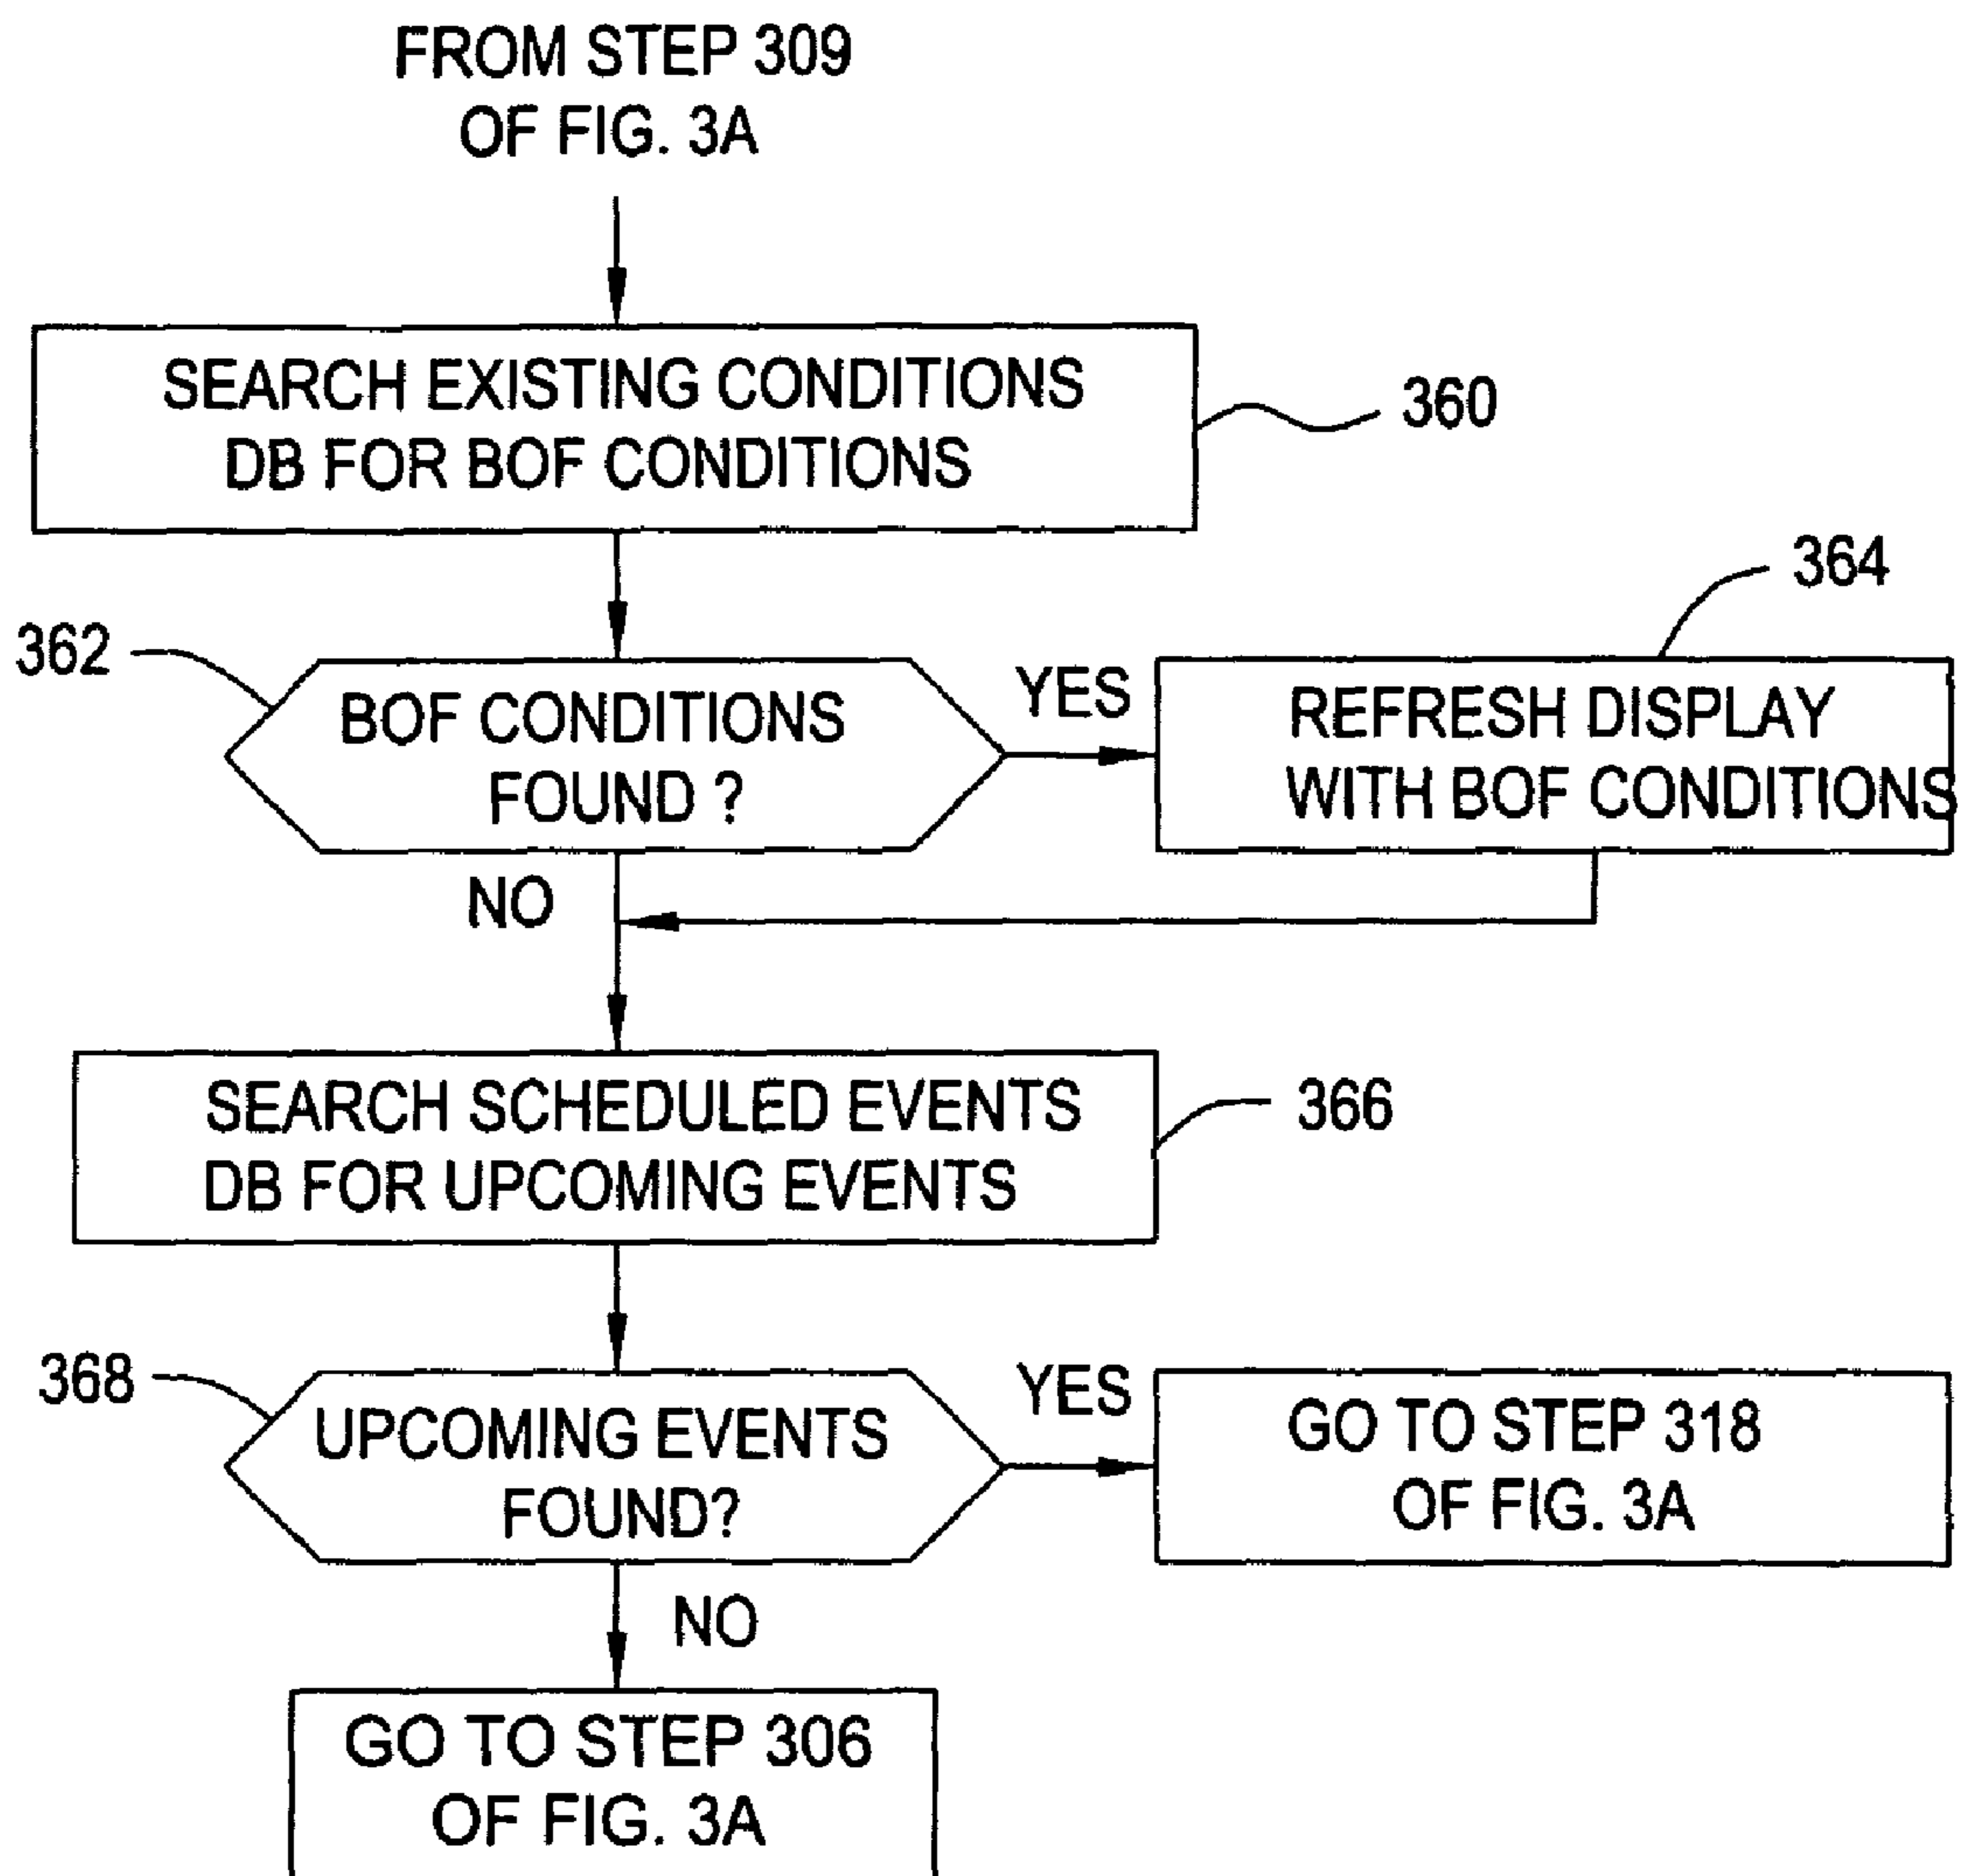 FROM STEP 309
OF FIG. 3A
SEARCH EXISTING CONDITIONS
DB FOR BOF CONDITIONS
360
364
362
BOF CONDITIONS
FOUND ?
YES
REFRESH DISPLAY
WITH BOF CONDITIONS
NO
SEARCH SCHEDULED EVENTS
DB FOR UPCOMING EVENTS
366
368
UPCOMING EVENTS
FOUND?
YES
GO TO STEP 318
OF FIG. 3A
NO
GO TO STEP 306
OF FIG. 3A